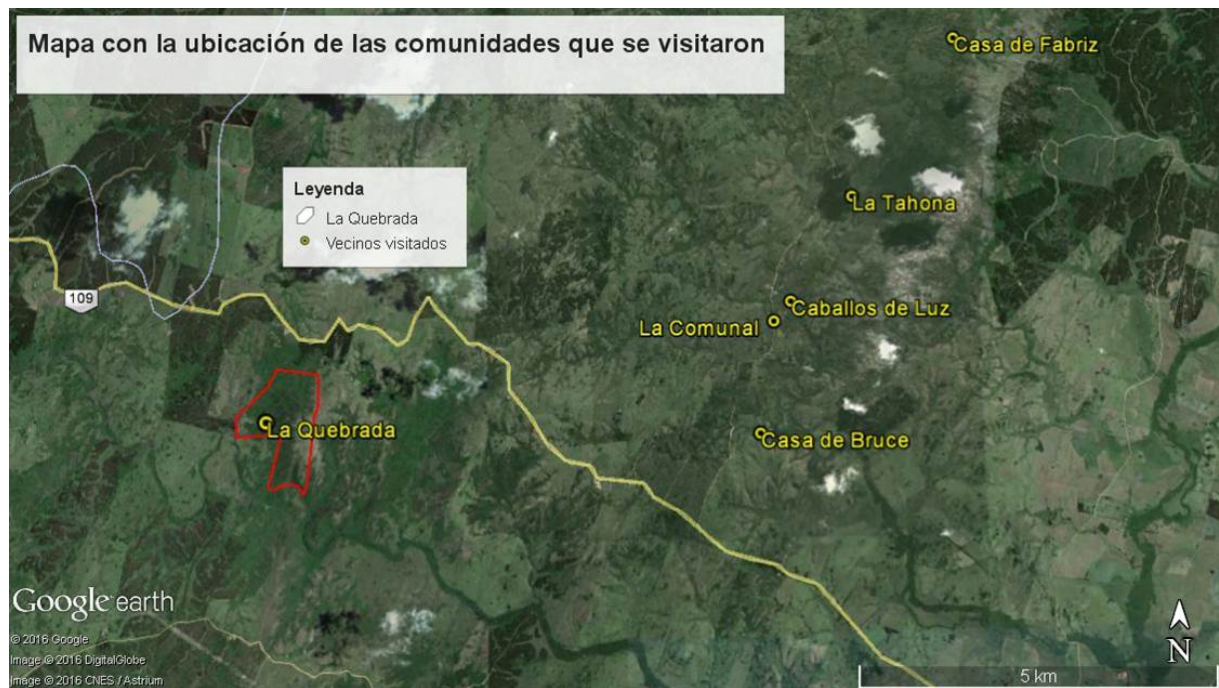 Mapa con la ubicación de las comunidades que se visitaron
Casa de Fabriz
Leyenda
La Quebrada
Vecinos visitados
La Tahona
109
Caballos de Luz
La Comunal
La Quebrada
Casa de Bruce
Google earth
© 2016 Google
Image © 2016 DigitalGlobe
Image © 2016 CNES / Astrium
N
5 km